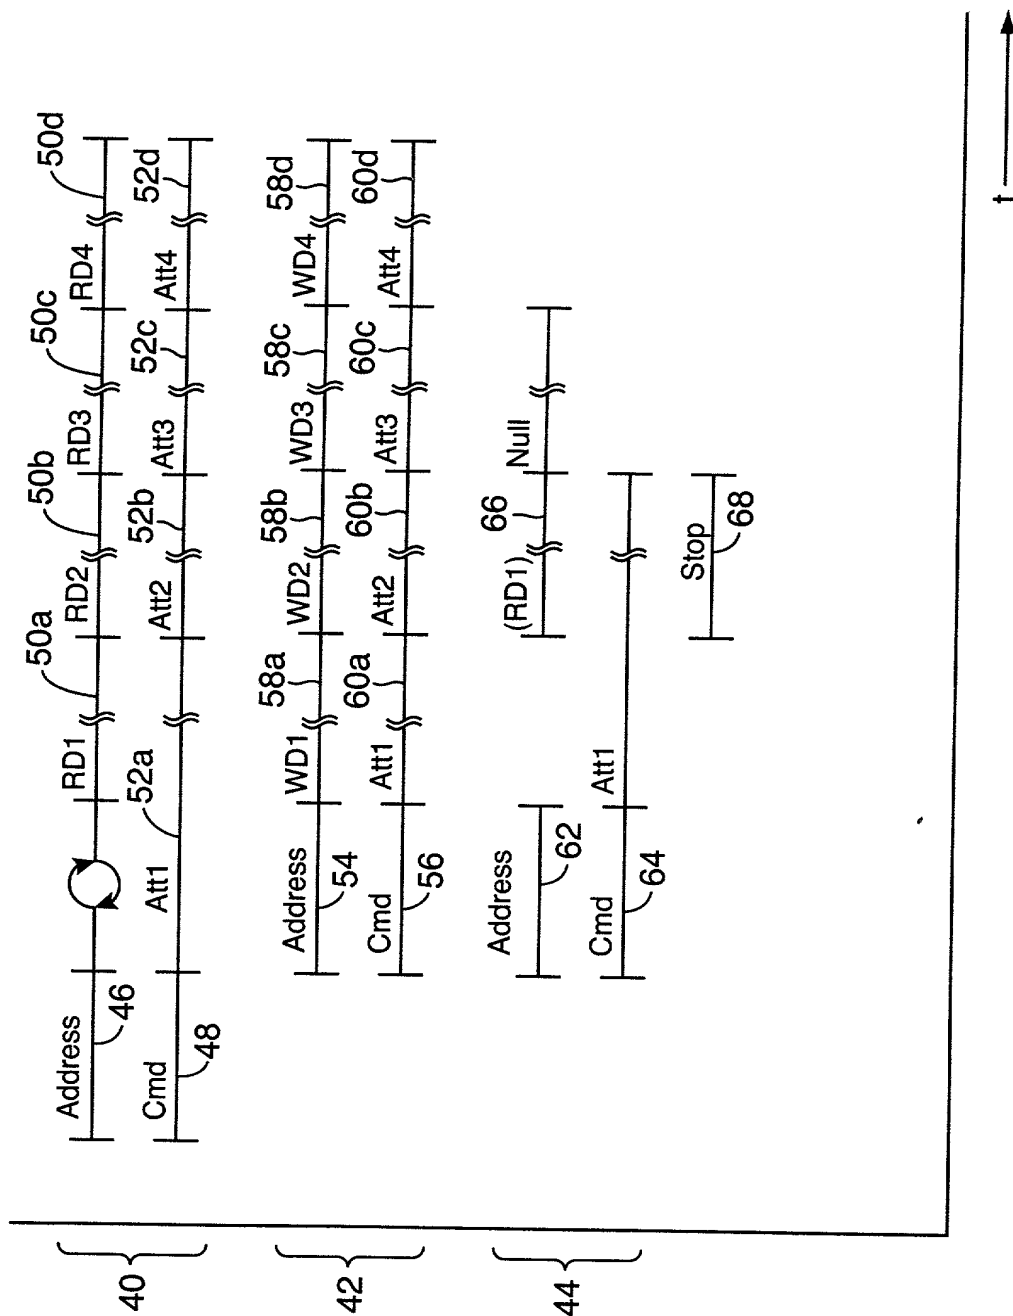 40
50a 50b 50c 50d
Address RD1 RD2 RD3 RD4
46
52a 52b 52c 52d
Cmd Att1 Att2 Att3 Att4
48
42
58a 58b 58c 58d
Address WD1 WD2 WD3 WD4
54
60a 60b 60c 60d
Cmd Att1 Att2 Att3 Att4
56
44
66
Address (RD1) Null
62
Cmd Att1
64
Stop
68
t